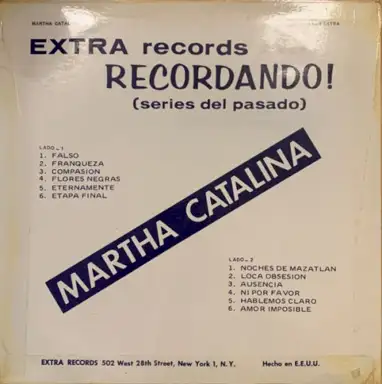 MARTHA CATALINA
EXTRA records
RECORDANDO!
(series del pasado)
LADO - 1
1. FALSO
2. FRANQUEZA
3. COMPASION
4. FLORES NEGRAS
5. ETERNAMENTE
6. ETAPA FINAL
MARTHA CATALINA
LADO - 2
1. NOCHES DE MAZATLAN
2. LOCA OBSESION
3. AUSENCIA
4. NI POR FAVOR
5. HABLEMOS CLARO
6. AMOR IMPOSIBLE
EXTRA RECORDS 502 West 28th Street, New York 1, N.Y. Hecho en E.E.U.U.